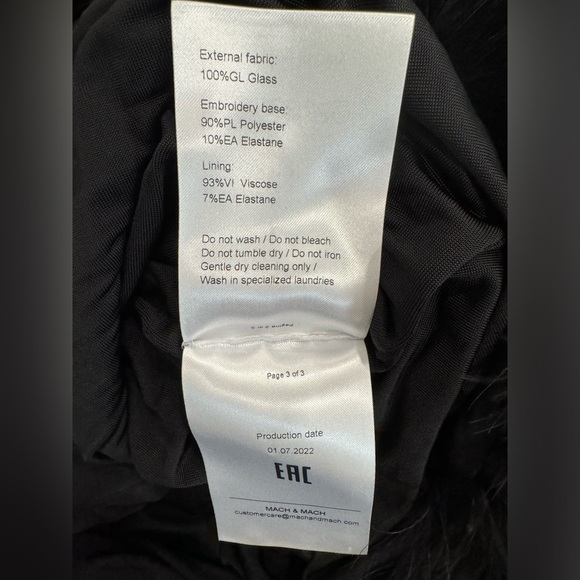 External fabric:
100%GL Glass
Embroidery base:
90%PL Polyester
10%EA Elastane
Lining:
93%VI Viscose
7%EA Elastane
Do not wash / Do not bleach
Do not tumble dry / Do not iron
Gentle dry cleaning only /
Wash in specialized laundries
Page 3 of 3
Production date
01.07.2022
EAC
MACH & MACH
customercare@machandmach.com